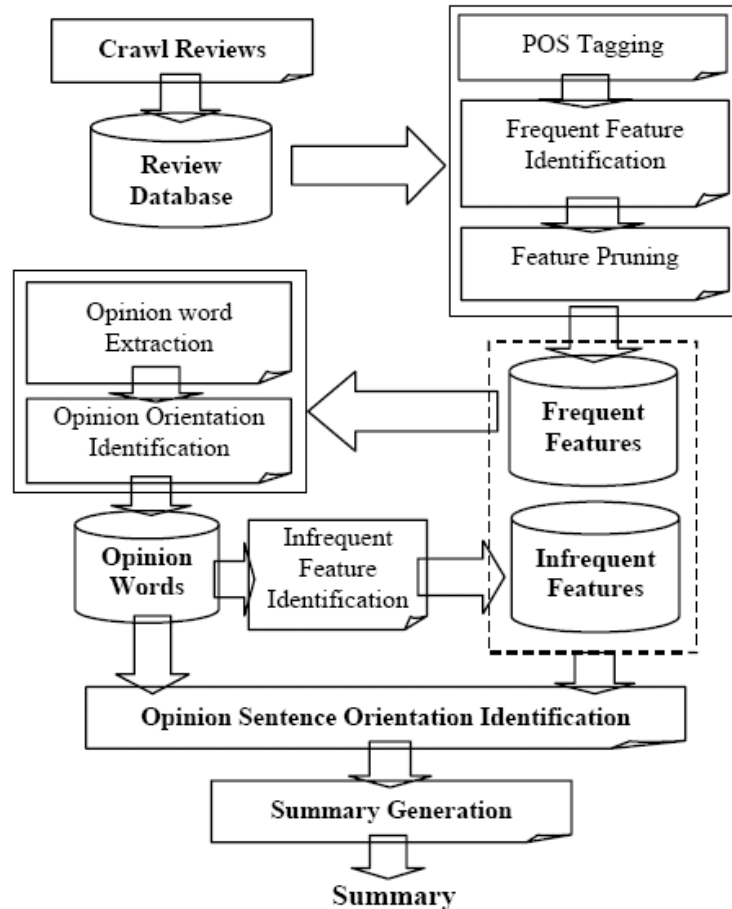 Crawl Reviews
Review
Database
POS Tagging
Frequent Feature
Identification
Feature Pruning
Opinion word
Extraction
Opinion Orientation
Identification
Frequent
Features
Opinion
Words
Infrequent
Feature
Identification
Infrequent
Features
Opinion Sentence Orientation Identification
Summary Generation
Summary